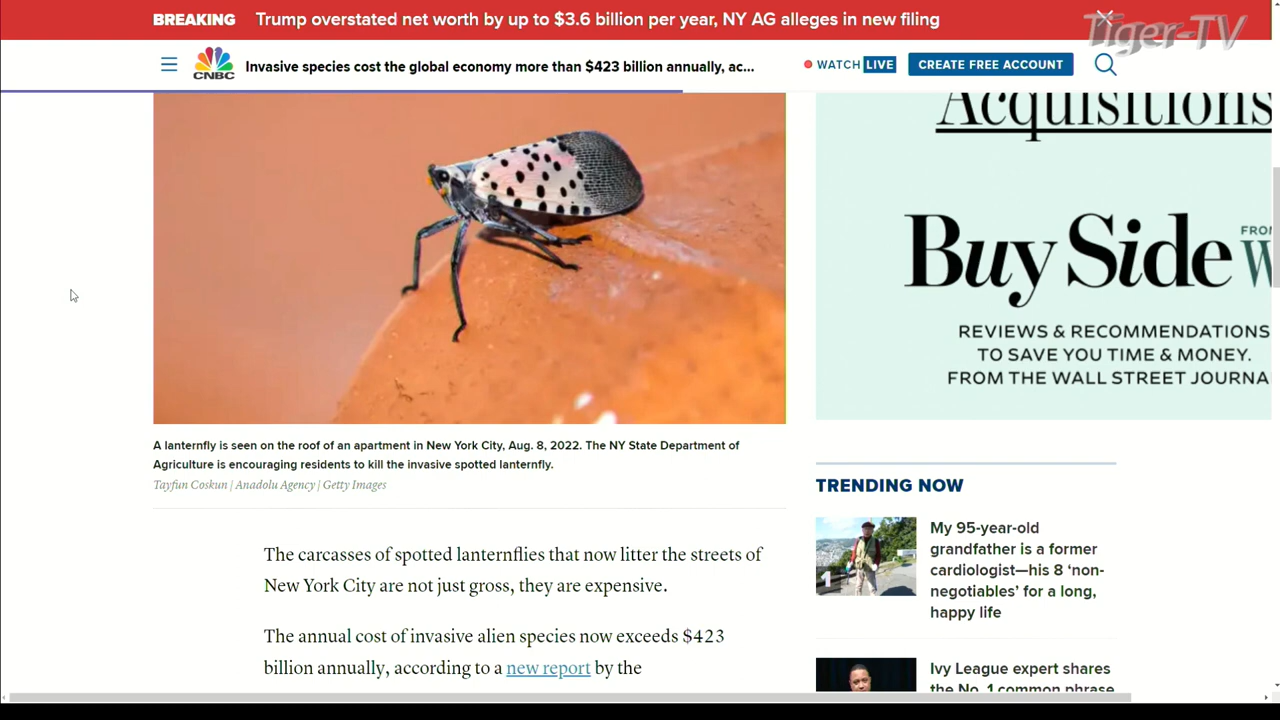 BREAKING Trump overstated net worth by up to $3.6 billion per year, NY AG alleges in new filing
Tiger-TV
CNBC
Invasive species cost the global economy more than $423 billion annually, ac...
WATCH LIVE
CREATE FREE ACCOUNT
Acquisitions
Buy Side
REVIEWS & RECOMMENDATIONS
TO SAVE YOU TIME & MONEY.
FROM THE WALL STREET JOURNA
A lanternfly is seen on the roof of an apartment in New York City, Aug. 8, 2022. The NY State Department of
Agriculture is encouraging residents to kill the invasive spotted lanternfly.
Tayfun Coskun | Anadolu Agency | Getty Images
The carcasses of spotted lanternflies that now litter the streets of
New York City are not just gross, they are expensive.
The annual cost of invasive alien species now exceeds $423
billion annually, according to a new report by the
TRENDING NOW
1
My 95-year-old
grandfather is a former
cardiologist—his 8 ‘non-
negotiables’ for a long,
happy life
Ivy League expert shares
the No. 1 common phrase